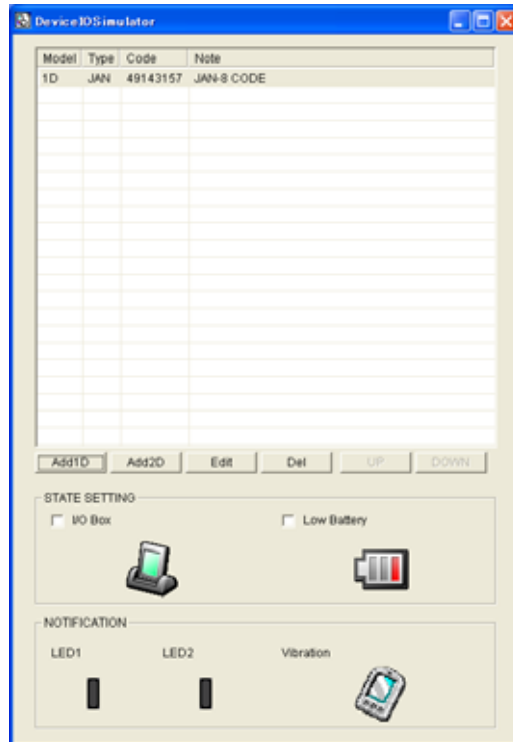 DeviceIOSimulator
Model Type Code Note
1D JAN 49143157 JAN-8 CODE
Add1D Add2D Edit Del UP DOWN
STATE SETTING
I/O Box Low Battery
NOTIFICATION
LED1 LED2 Vibration